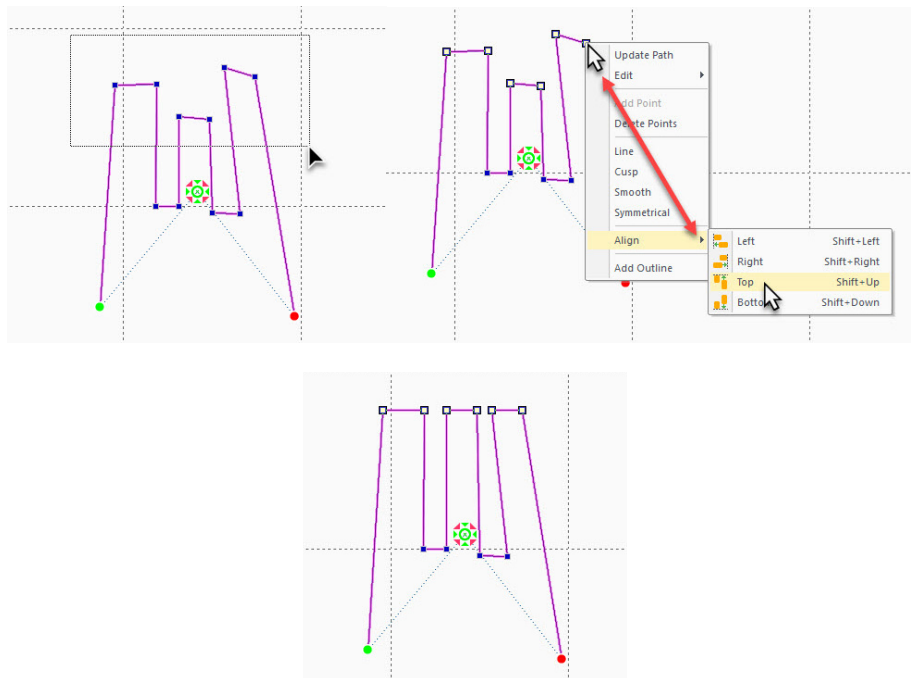 Update Path
Edit
Add Point
Delete Points
Line
Cusp
Smooth
Symmetrical
Align
Add Outline
Left Shift+Left
Right Shift+Right
Top Shift+Up
Shift+Down